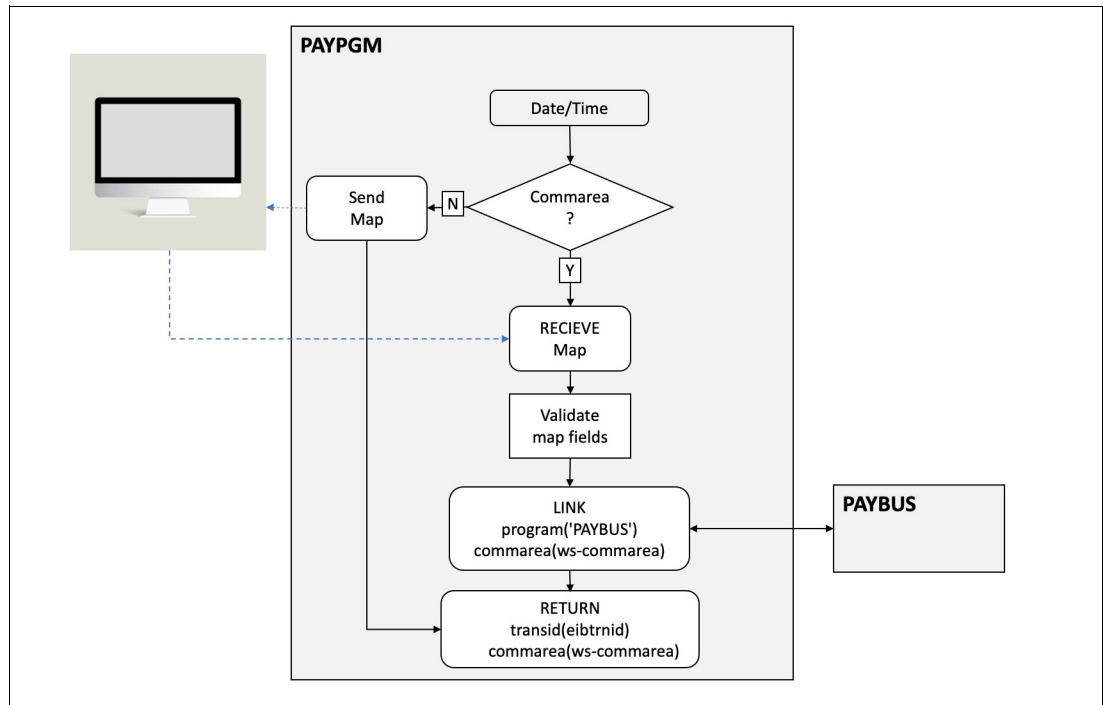 PAYPGM
Date/Time
Commarea
?
N
Send
Map
Y
RECIEVE
Map
Validate
map fields
LINK
program('PAYBUS')
commarea(ws-commarea)
PAYBUS
RETURN
transid(eibtrnid)
commarea(ws-commarea)